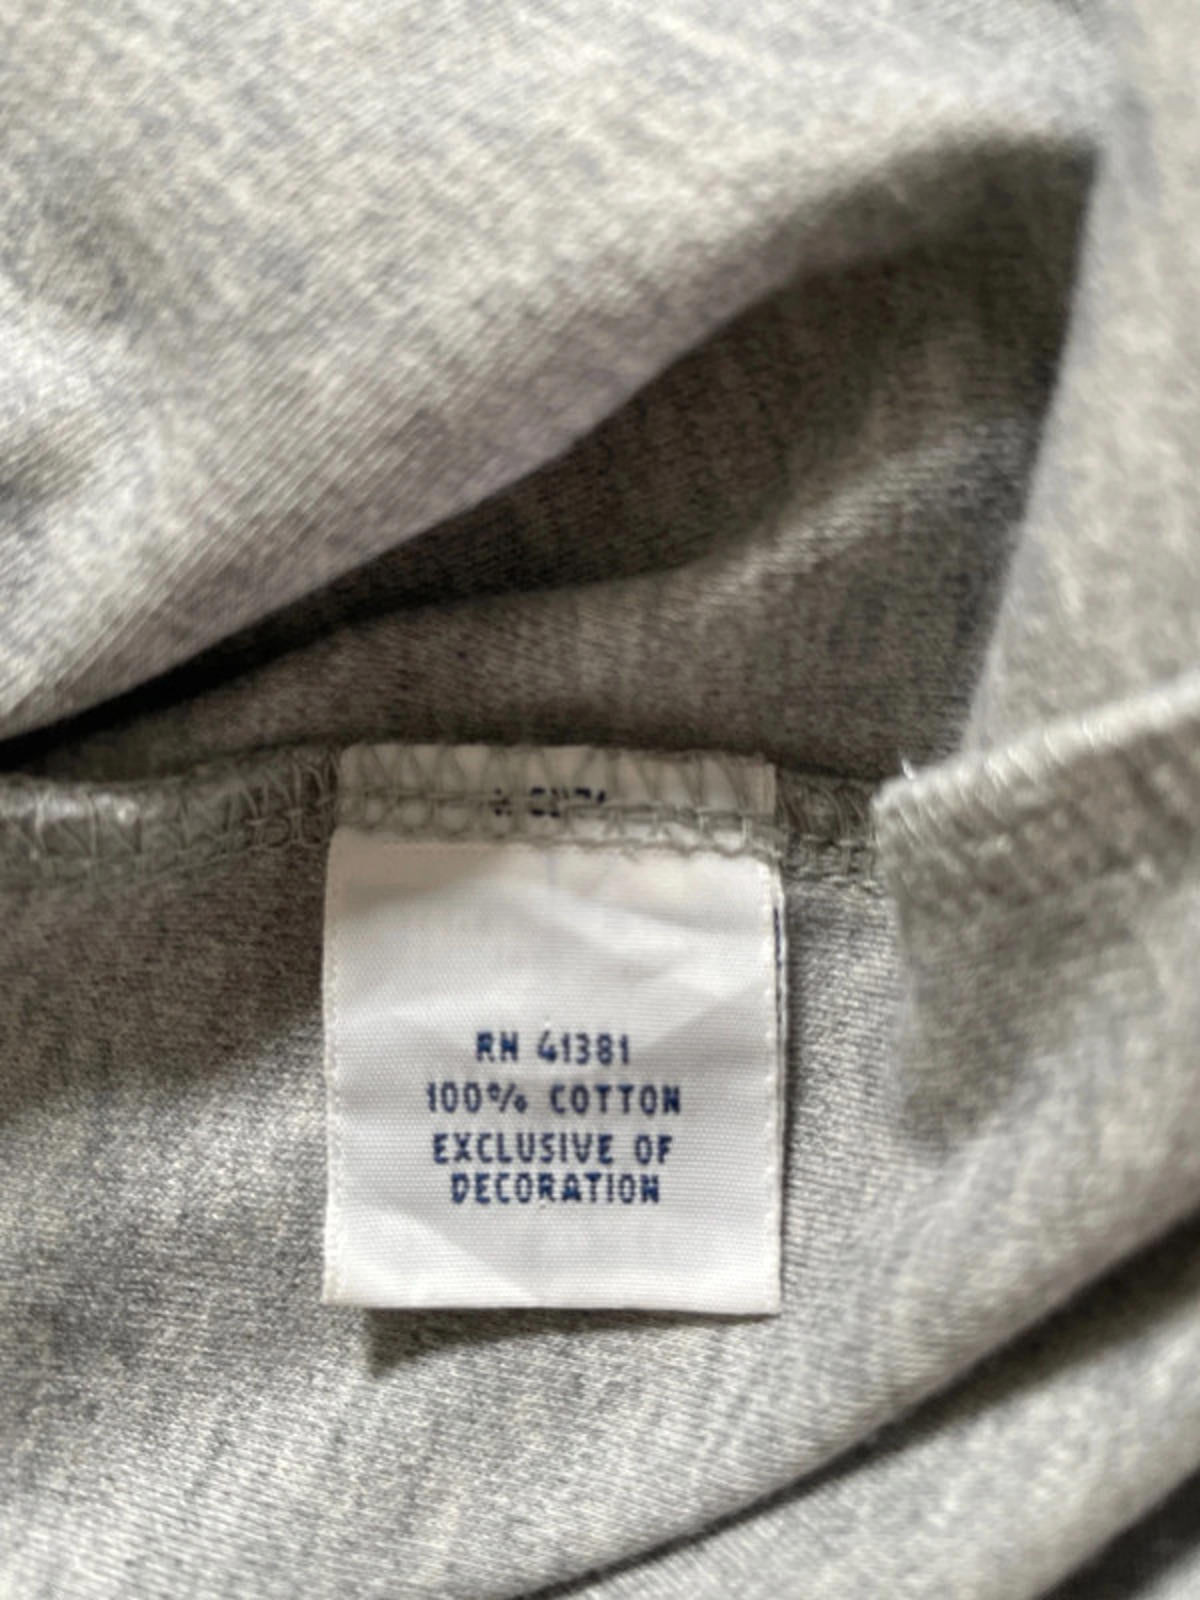 RN 41381
100% COTTON
EXCLUSIVE OF
DECORATION